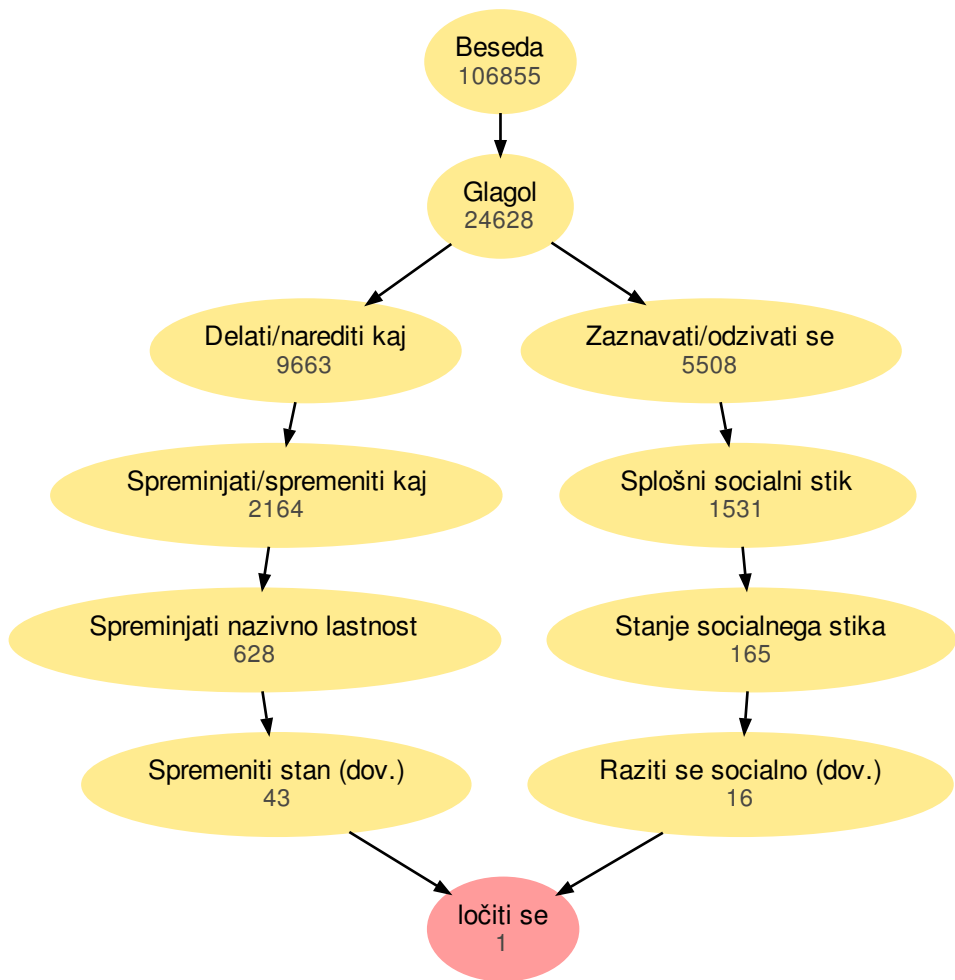 Beseda
106855
Glagol
24628
Delati/narediti kaj
9663
Zaznavati/odzivati se
5508
Spreminjati/spremeniti kaj
2164
Splošni socialni stik
1531
Spreminjati nazivno lastnost
628
Stanje socialnega stika
165
Spremeniti stan (dov.)
43
Raziti se socialno (dov.)
16
ločiti se
1